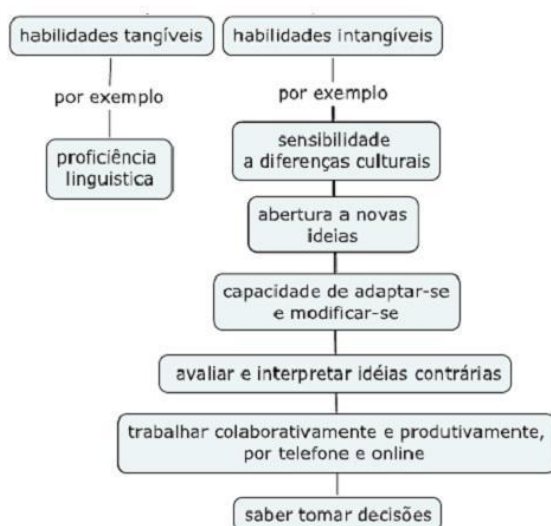 habilidades tangíveis
por exemplo
proficiência
linguistica
habilidades intangíveis
por exemplo
sensibilidade
a diferenças culturais
abertura a novas
ideias
capacidade de adaptar-se
e modificar-se
avaliar e interpretar idéias contrárias
trabalhar colaborativamente e produtivamente,
por telefone e online
saber tomar decisões